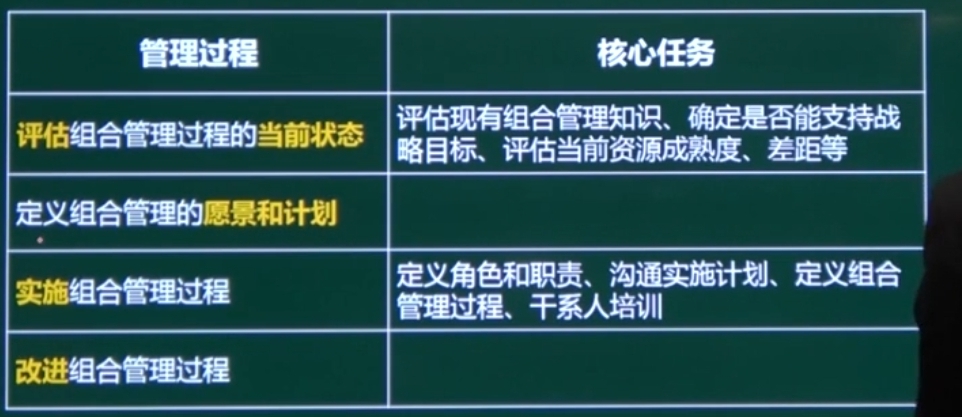 管理过程
核心任务
评估组合管理过程的当前状态
评估现有组合管理知识、确定是否能支持战
略目标、评估当前资源成熟度、差距等
定义组合管理的愿景和计划
实施组合管理过程
定义角色和职责、沟通实施计划、定义组合
管理过程、干系人培训
改进组合管理过程